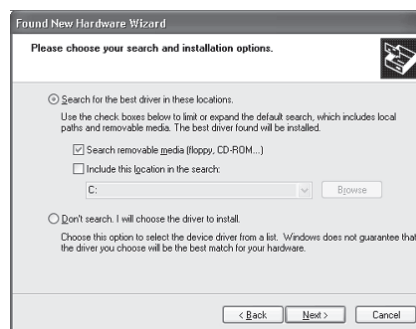 Found New Hardware Wizard
Please choose your search and installation options.
Search for the best driver in these locations.
Use the check boxes below to limit or expand the default search, which includes local
paths and removable media. The best driver found will be installed.
Search removable media (floppy, CD-ROM...)
Include this location in the search:
C:
Browse
Don't search. I will choose the driver to install.
Choose this option to select the device driver from a list. Windows does not guarantee that
the driver you choose will be the best match for your hardware.
< Back Next > Cancel